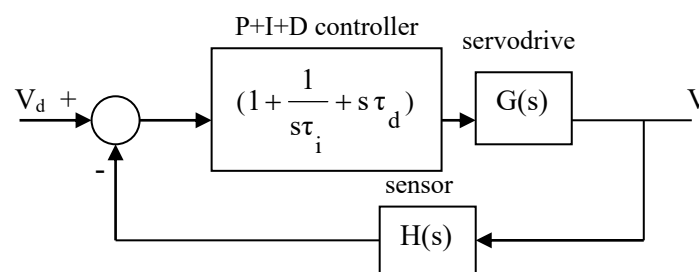 P+I+D controller
servodrive
V_d +
(1 + 1/(sτ_i) + s τ_d)
G(s)
V
-
sensor
H(s)